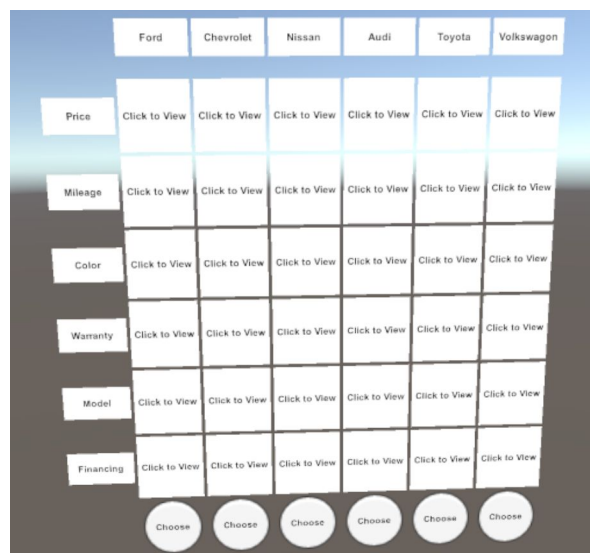 Ford Chevrolet Nissan Audi Toyota Volkswagon
Price Click to View Click to View Click to View Click to View Click to View Click to View
Mileage Click to View Click to View Click to View Click to View Click to View Click to View
Color Click to View Click to View Click to View Click to View Click to View Click to View
Warranty Click to View Click to View Click to View Click to View Click to View Click to View
Model Click to View Click to View Click to View Click to View Click to View Click to View
Financing Click to View Click to View Click to View Click to View Click to View Click to View
Choose Choose Choose Choose Choose Choose